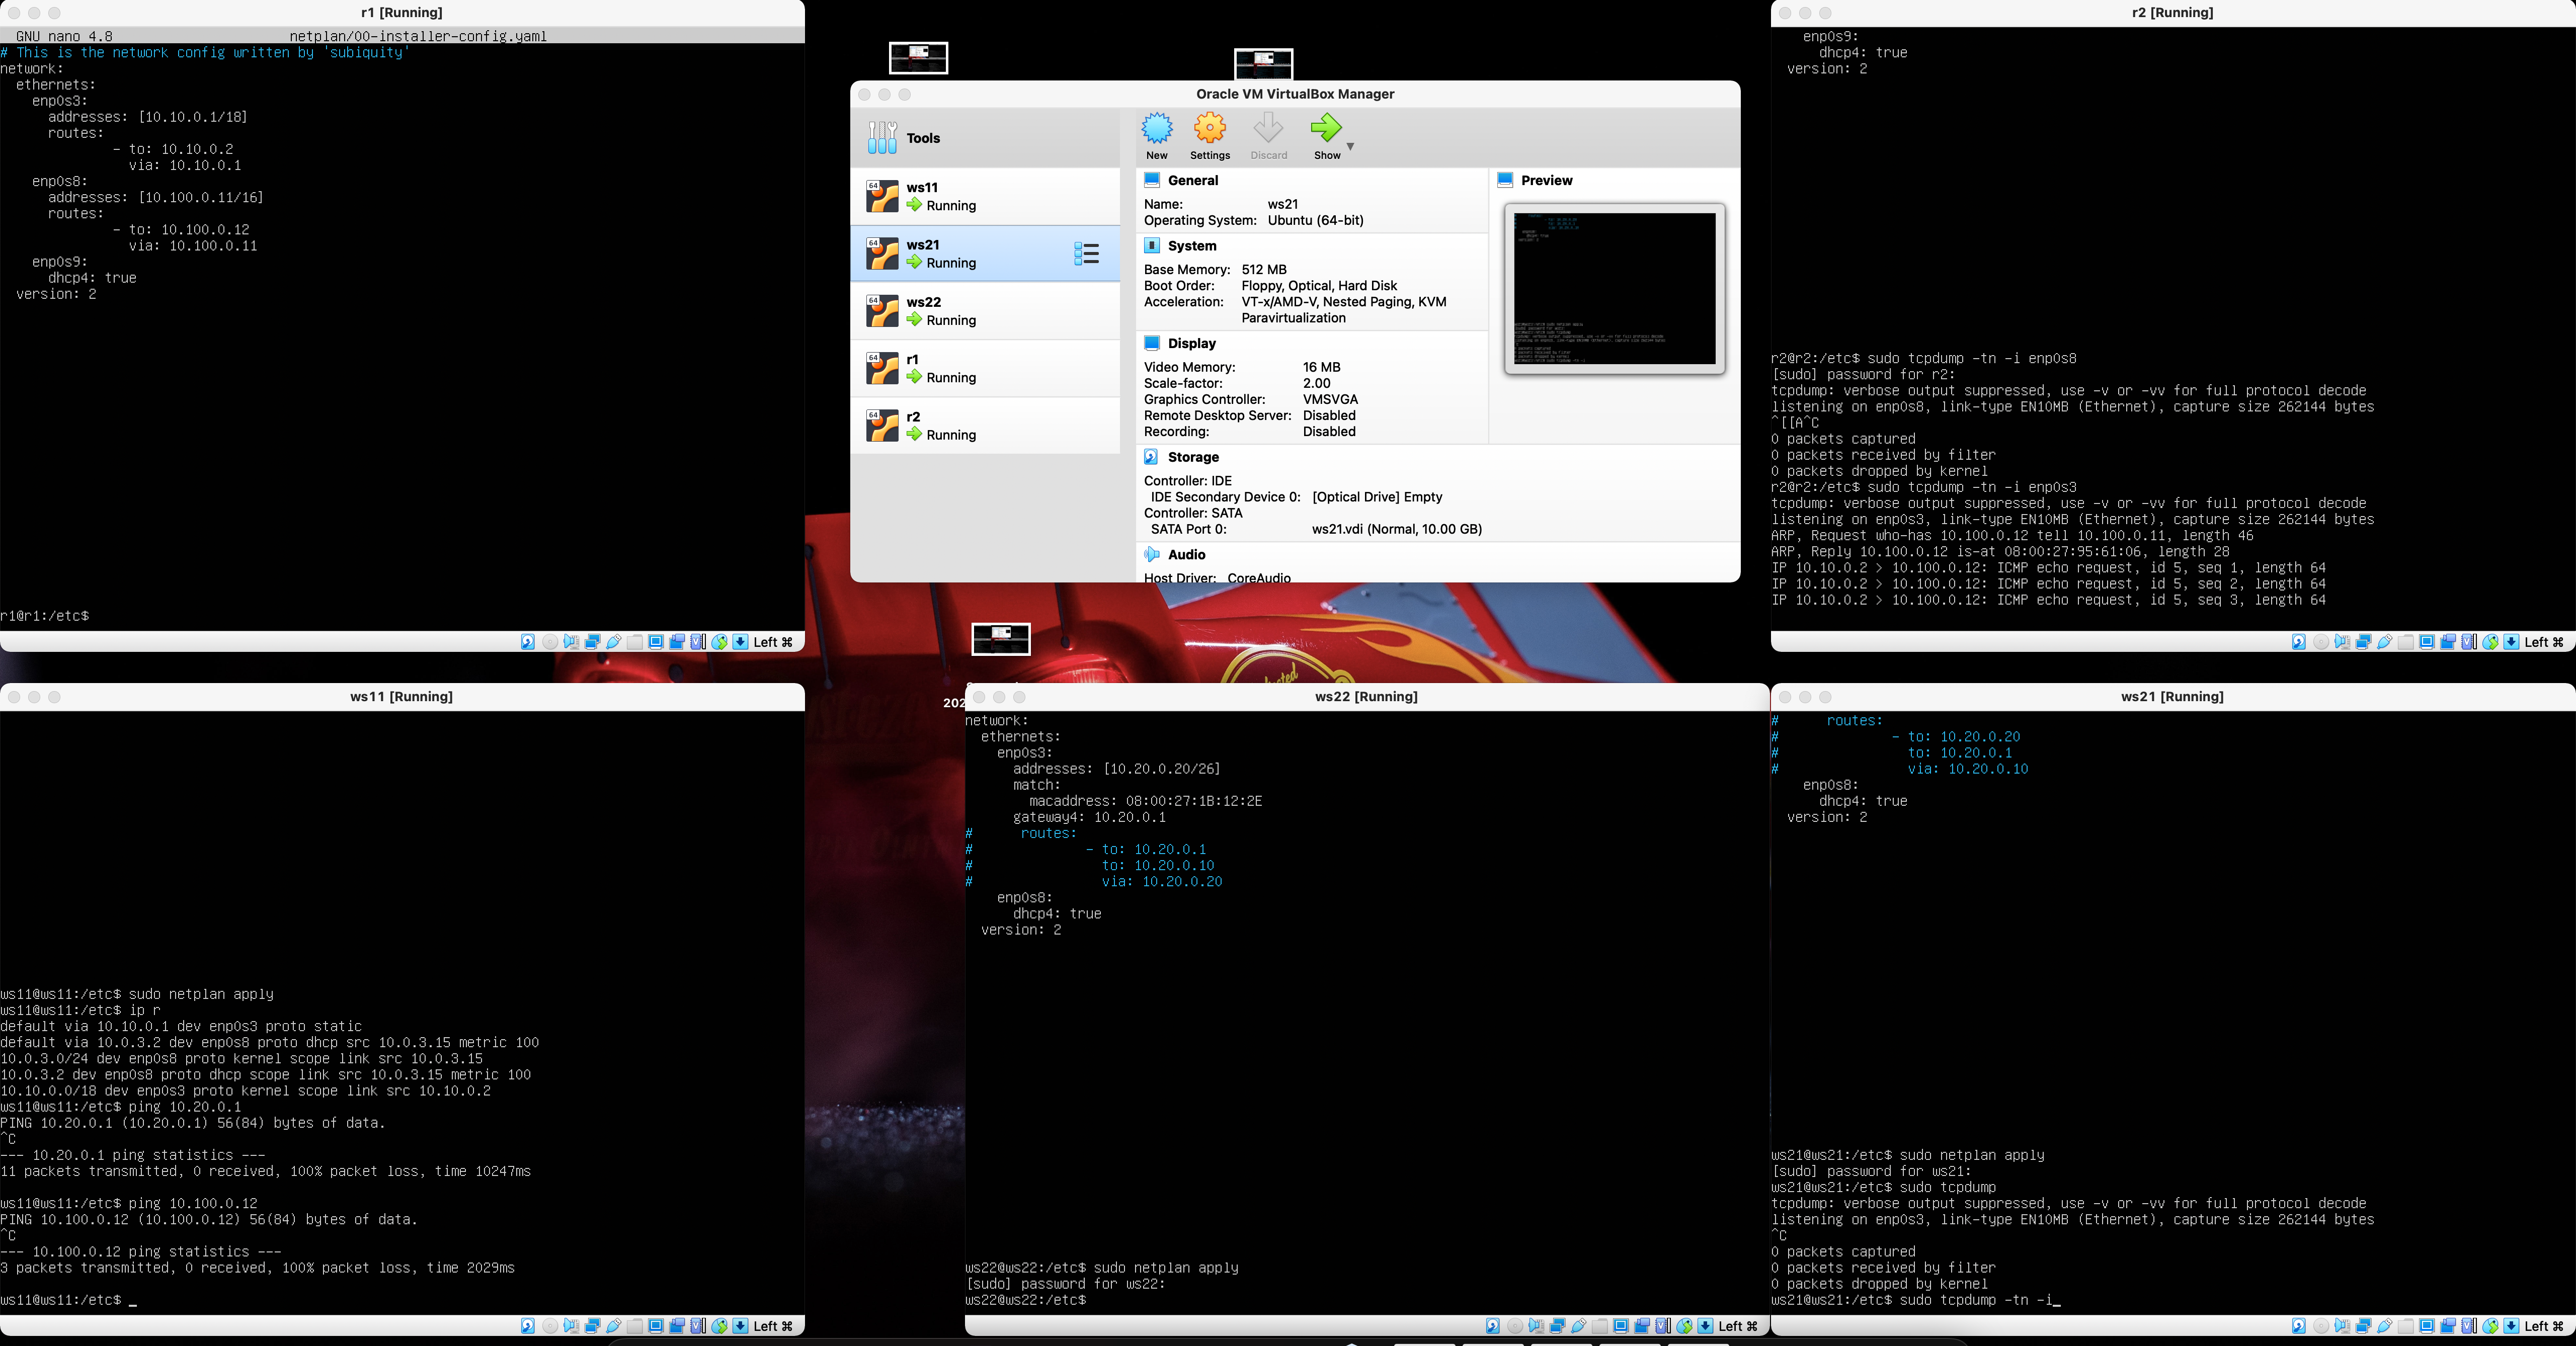 r1 [Running]
GNU nano 4.8 netplan/00-installer-config.yaml
# This is the network config written by 'subiquity'
network:
ethernets:
enp0s3:
addresses: [10.10.0.1/18]
routes:
- to: 10.10.0.2
via: 10.10.0.1
enp0s8:
addresses: [10.100.0.11/16]
routes:
- to: 10.100.0.12
via: 10.100.0.11
enp0s9:
dhcp4: true
version: 2
r1@r1:/etc$
Left ⌘
Oracle VM VirtualBox Manager
Tools
New
Settings
Discard
Show
64
ws11
Running
64
ws21
Running
64
ws22
Running
64
r1
Running
64
r2
Running
General
Name: ws21
Operating System: Ubuntu (64-bit)
System
Base Memory: 512 MB
Boot Order: Floppy, Optical, Hard Disk
Acceleration: VT-x/AMD-V, Nested Paging, KVM
Paravirtualization
Display
Video Memory: 16 MB
Scale-factor: 2.00
Graphics Controller: VMSVGA
Remote Desktop Server: Disabled
Recording: Disabled
Storage
Controller: IDE
IDE Secondary Device 0: [Optical Drive] Empty
Controller: SATA
SATA Port 0: ws21.vdi (Normal, 10.00 GB)
Audio
Host Driver: CoreAudio
Preview
r2 [Running]
enp0s9:
dhcp4: true
version: 2
r2@r2:/etc$ sudo tcpdump -tn -i enp0s8
[sudo] password for r2:
tcpdump: verbose output suppressed, use -v or -vv for full protocol decode
listening on enp0s8, link-type EN10MB (Ethernet), capture size 262144 bytes
^[[A^C
0 packets captured
0 packets received by filter
0 packets dropped by kernel
r2@r2:/etc$ sudo tcpdump -tn -i enp0s3
tcpdump: verbose output suppressed, use -v or -vv for full protocol decode
listening on enp0s3, link-type EN10MB (Ethernet), capture size 262144 bytes
ARP, Request who-has 10.100.0.12 tell 10.100.0.11, length 46
ARP, Reply 10.100.0.12 is-at 08:00:27:95:61:06, length 28
IP 10.10.0.2 > 10.100.0.12: ICMP echo request, id 5, seq 1, length 64
IP 10.10.0.2 > 10.100.0.12: ICMP echo request, id 5, seq 2, length 64
IP 10.10.0.2 > 10.100.0.12: ICMP echo request, id 5, seq 3, length 64
Left ⌘
ws11 [Running]
ws11@ws11:/etc$ sudo netplan apply
ws11@ws11:/etc$ ip r
default via 10.10.0.1 dev enp0s3 proto static
default via 10.0.3.2 dev enp0s8 proto dhcp src 10.0.3.15 metric 100
10.0.3.0/24 dev enp0s8 proto kernel scope link src 10.0.3.15
10.0.3.2 dev enp0s8 proto dhcp scope link src 10.0.3.15 metric 100
10.10.0.0/18 dev enp0s3 proto kernel scope link src 10.10.0.2
ws11@ws11:/etc$ ping 10.20.0.1
PING 10.20.0.1 (10.20.0.1) 56(84) bytes of data.
^C
--- 10.20.0.1 ping statistics ---
11 packets transmitted, 0 received, 100% packet loss, time 10247ms
ws11@ws11:/etc$ ping 10.100.0.12
PING 10.100.0.12 (10.100.0.12) 56(84) bytes of data.
^C
--- 10.100.0.12 ping statistics ---
3 packets transmitted, 0 received, 100% packet loss, time 2029ms
ws11@ws11:/etc$ _
Left ⌘
202
ws22 [Running]
network:
ethernets:
enp0s3:
addresses: [10.20.0.20/26]
match:
macaddress: 08:00:27:1B:12:2E
gateway4: 10.20.0.1
# routes:
# - to: 10.20.0.1
# to: 10.20.0.10
# via: 10.20.0.20
enp0s8:
dhcp4: true
version: 2
ws22@ws22:/etc$ sudo netplan apply
[sudo] password for ws22:
ws22@ws22:/etc$
Left ⌘
ws21 [Running]
# routes:
# - to: 10.20.0.20
# to: 10.20.0.1
# via: 10.20.0.10
enp0s8:
dhcp4: true
version: 2
ws21@ws21:/etc$ sudo netplan apply
[sudo] password for ws21:
ws21@ws21:/etc$ sudo tcpdump
tcpdump: verbose output suppressed, use -v or -vv for full protocol decode
listening on enp0s3, link-type EN10MB (Ethernet), capture size 262144 bytes
^C
0 packets captured
0 packets received by filter
0 packets dropped by kernel
ws21@ws21:/etc$ sudo tcpdump -tn -i_
Left ⌘